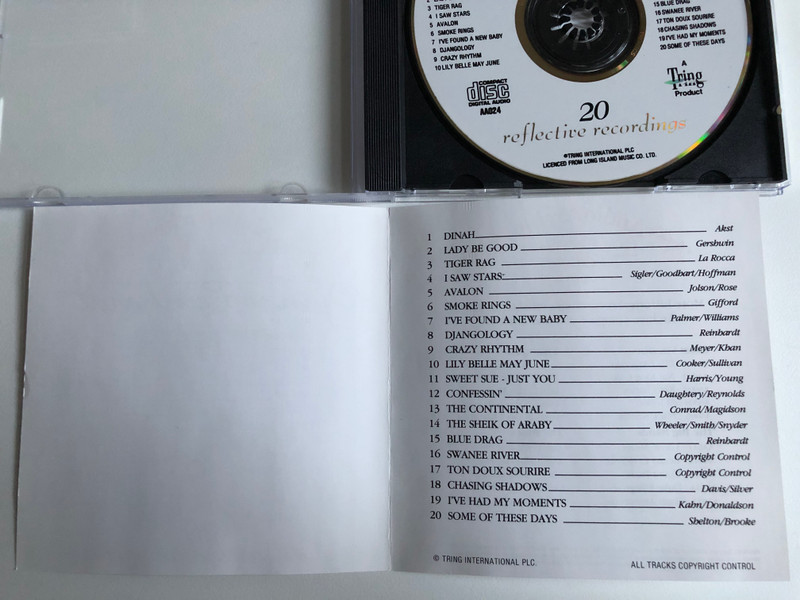 3 TIGER RAG
4 I SAW STARS
5 AVALON
6 SMOKE RINGS
7 I'VE FOUND A NEW BABY
8 DJANGOLOGY
9 CRAZY RHYTHM
10 LILY BELLE MAY JUNE
15 BLUE DRAG
16 SWANEE RIVER
17 TON DOUX SOURIRE
18 CHASING SHADOWS
19 I'VE HAD MY MOMENTS
20 SOME OF THESE DAYS
COMPACT
disc
DIGITAL AUDIO
AA024
A
Tring
Product
20
reflective recordings
℗TRING INTERNATIONAL PLC
LICENCED FROM LONG ISLAND MUSIC CO. LTD.
1 DINAH Akst
2 LADY BE GOOD Gershwin
3 TIGER RAG La Rocca
4 I SAW STARS: Sigler/Goodhart/Hoffman
5 AVALON Jolson/Rose
6 SMOKE RINGS Gifford
7 I'VE FOUND A NEW BABY Palmer/Williams
8 DJANGOLOGY Reinhardt
9 CRAZY RHYTHM Meyer/Khan
10 LILY BELLE MAY JUNE Cooker/Sullivan
11 SWEET SUE - JUST YOU Harris/Young
12 CONFESSIN' Daughtery/Reynolds
13 THE CONTINENTAL Conrad/Magidson
14 THE SHEIK OF ARABY Wheeler/Smith/Snyder
15 BLUE DRAG Reinhardt
16 SWANEE RIVER Copyright Control
17 TON DOUX SOURIRE Copyright Control
18 CHASING SHADOWS Davis/Silver
19 I'VE HAD MY MOMENTS Kahn/Donaldson
20 SOME OF THESE DAYS Shelton/Brooke
© TRING INTERNATIONAL PLC. ALL TRACKS COPYRIGHT CONTROL